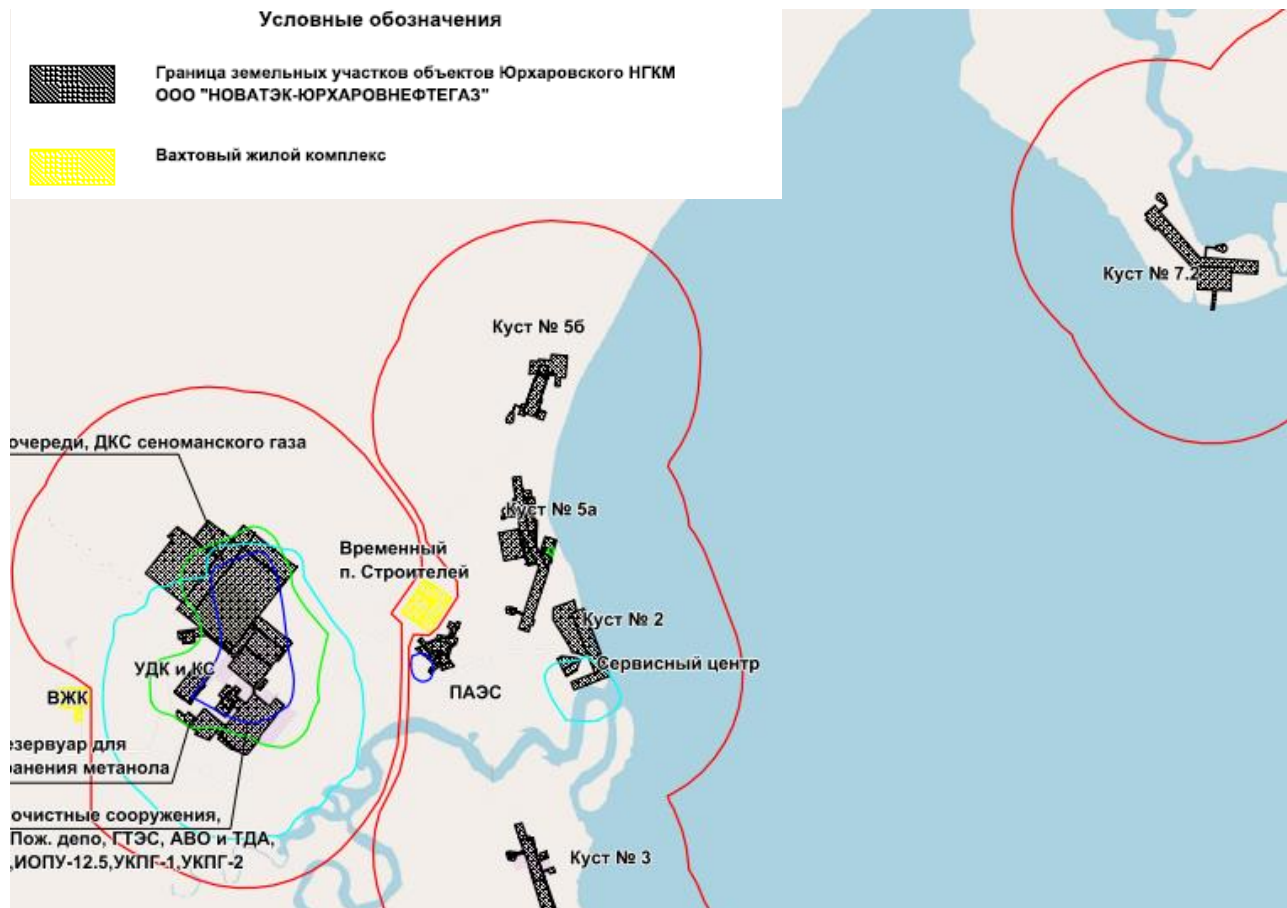 Условные обозначения
Граница земельных участков объектов Юрхаровского НГКМ
ООО "НОВАТЭК-ЮРХАРОВНЕФТЕГАЗ"
Вахтовый жилой комплекс
Куст № 7.2
Куст № 5б
очереди, ДКС сеноманского газа
Куст № 5а
Временный
п. Строителей
Куст № 2
Сервисный центр
УДК и КС
ВЖК
ПАЭС
езервуар для
ранения метанола
очистные сооружения,
Пож. депо, ГТЭС, АВО и ТДА,
,ИОПУ-12.5,УКПГ-1,УКПГ-2
Куст № 3